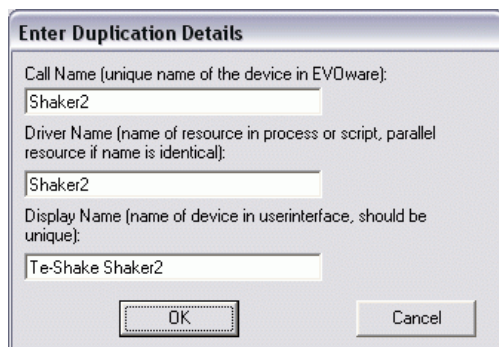 Enter Duplication Details
Call Name (unique name of the device in EVOware):
Shaker2
Driver Name (name of resource in process or script, parallel
resource if name is identical):
Shaker2
Display Name (name of device in userinterface, should be
unique):
Te-Shake Shaker2
OK
Cancel